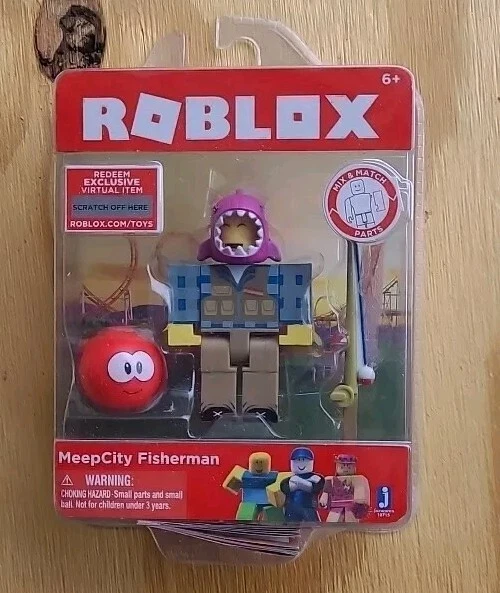 6+
ROBLOX
REDEEM
EXCLUSIVE
VIRTUAL ITEM
SCRATCH OFF HERE
ROBLOX.COM/TOYS
MIX & MATCH
PARTS
MeepCity Fisherman
WARNING:
CHOKING HAZARD-Small parts and small
ball. Not for children under 3 years.
j